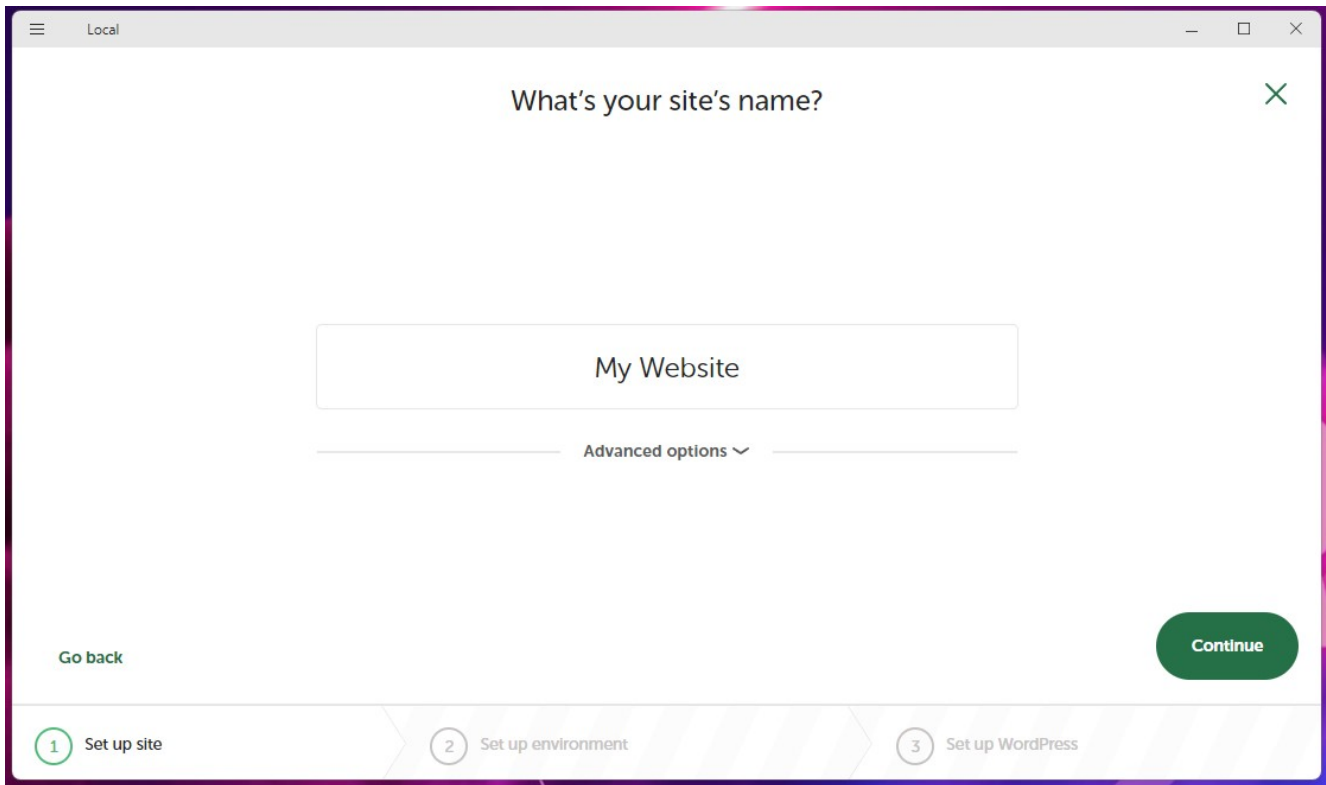 Local
What's your site's name?
My Website
Advanced options
Go back
Continue
1 Set up site
2 Set up environment
3 Set up WordPress